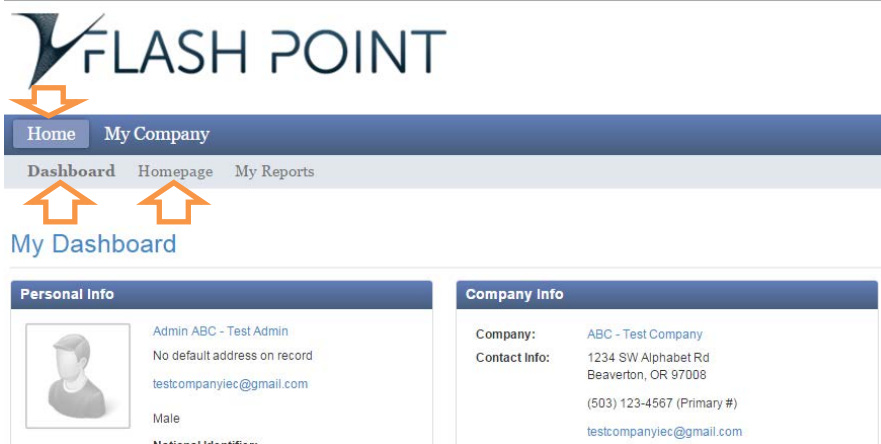 FLASH POINT
Home My Company
Dashboard Homepage My Reports
My Dashboard
Personal Info
Admin ABC - Test Admin
No default address on record
testcompanyiec@gmail.com
Male
National Identifier:
Company Info
Company: ABC - Test Company
Contact Info: 1234 SW Alphabet Rd
Beaverton, OR 97008
(503) 123-4567 (Primary #)
testcompanyiec@gmail.com